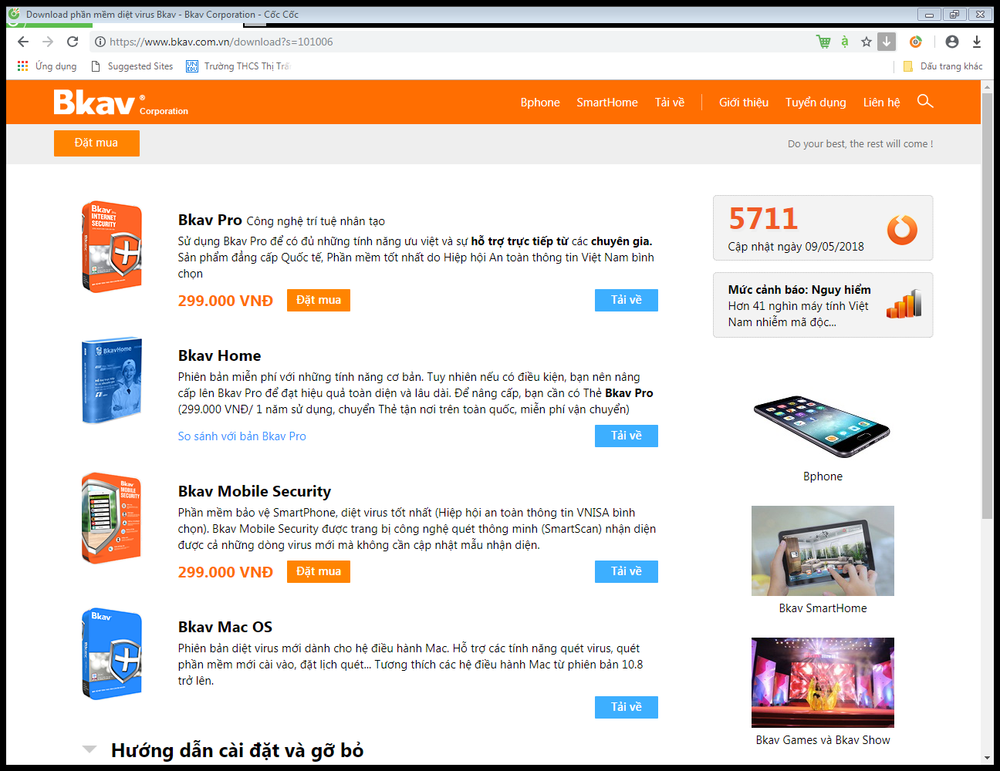 Download phần mềm diệt virus Bkav - Bkav Corporation - Cốc Cốc
https://www.bkav.com.vn/download?s=101006
Ứng dụng
Suggested Sites
VN EDU
Trường THCS Thị Trấ
Dấu trang khác
Bkav ®
Corporation
Bphone
SmartHome
Tải về
Giới thiệu
Tuyển dụng
Liên hệ
Đặt mua
Do your best, the rest will come !
Bkav Pro
INTERNET
SECURITY
Bkav Pro Công nghệ trí tuệ nhân tạo
Sử dụng Bkav Pro để có đủ những tính năng ưu việt và sự hỗ trợ trực tiếp từ các chuyên gia.
Sản phẩm đẳng cấp Quốc tế, Phần mềm tốt nhất do Hiệp hội An toàn thông tin Việt Nam bình
chọn
299.000 VNĐ
Đặt mua
Tải về
5711
Cập nhật ngày 09/05/2018
Mức cảnh báo: Nguy hiểm
Hơn 41 nghìn máy tính Việt
Nam nhiễm mã độc...
BkavHome
Bkav Home
Phiên bản miễn phí với những tính năng cơ bản. Tuy nhiên nếu có điều kiện, bạn nên nâng
cấp lên Bkav Pro để đạt hiệu quả toàn diện và lâu dài. Để nâng cấp, bạn cần có Thẻ Bkav Pro
(299.000 VNĐ/ 1 năm sử dụng, chuyển Thẻ tận nơi trên toàn quốc, miễn phí vận chuyển)
So sánh với bản Bkav Pro
Tải về
Bphone
Bkav
MOBILE
SECURITY
Bkav Mobile Security
Phần mềm bảo vệ SmartPhone, diệt virus tốt nhất (Hiệp hội an toàn thông tin VNISA bình
chọn). Bkav Mobile Security được trang bị công nghệ quét thông minh (SmartScan) nhận diện
được cả những dòng virus mới mà không cần cập nhật mẫu nhận diện.
299.000 VNĐ
Đặt mua
Tải về
Bkav SmartHome
Bkav
Bkav Mac OS
Phiên bản diệt virus mới dành cho hệ điều hành Mac. Hỗ trợ các tính năng quét virus, quét
phần mềm mới cài vào, đặt lịch quét... Tương thích các hệ điều hành Mac từ phiên bản 10.8
trở lên.
Tải về
Bkav Games và Bkav Show
Hướng dẫn cài đặt và gỡ bỏ